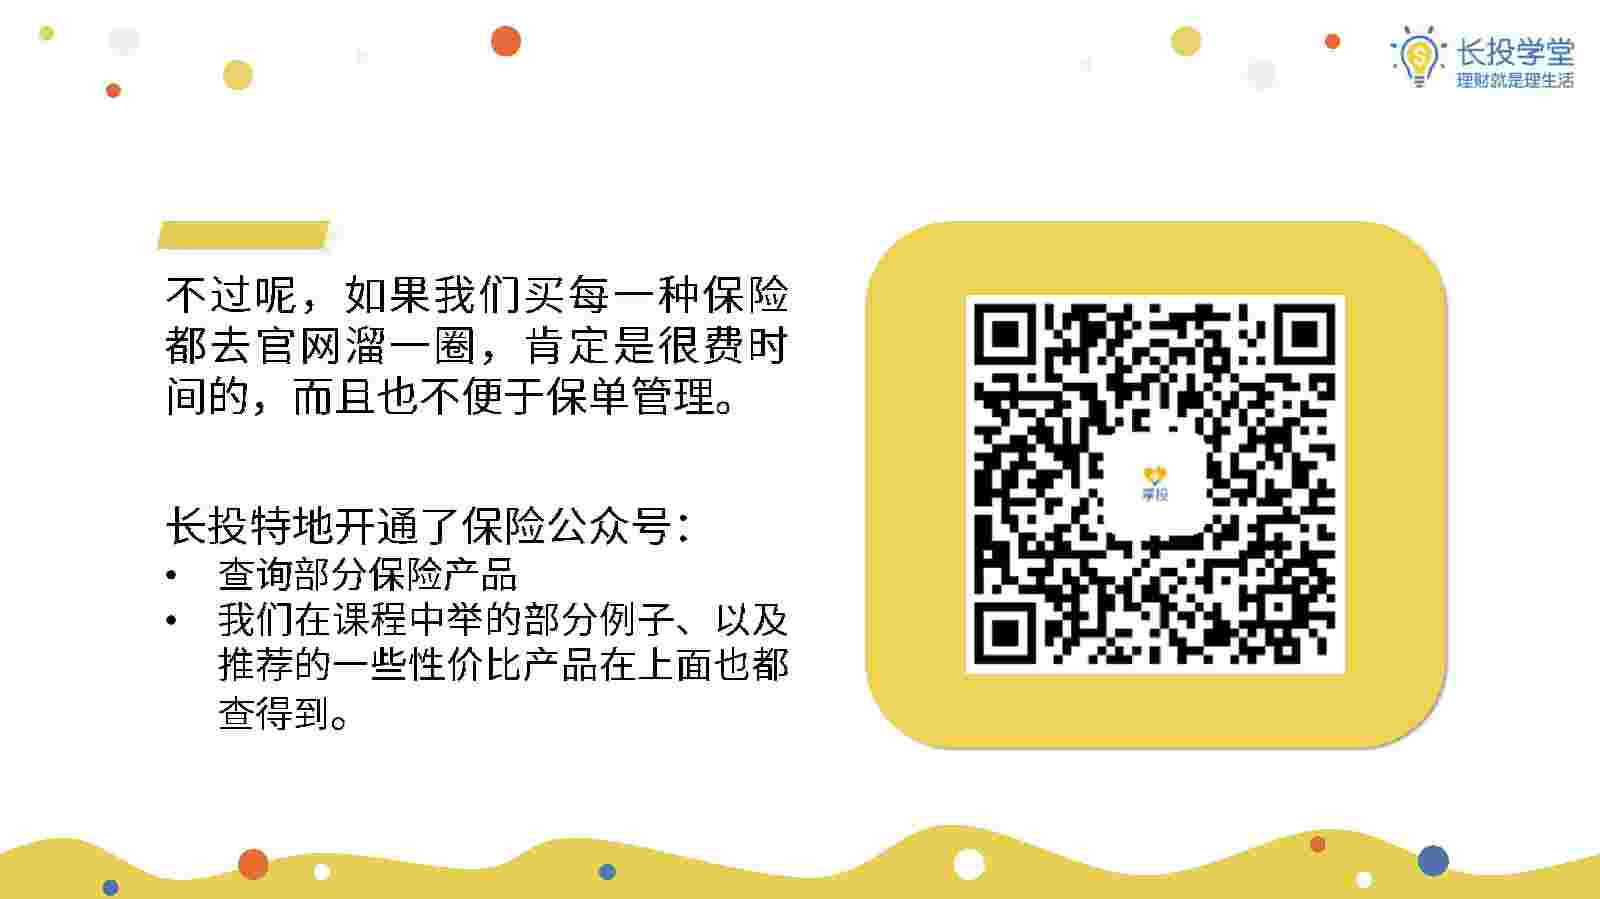 长投学堂
理财就是理生活
不过呢，如果我们买每一种保险
都去官网溜一圈，肯定是很费时
间的，而且也不便于保单管理。
长投特地开通了保险公众号：
• 查询部分保险产品
• 我们在课程中举的部分例子、以及
推荐的一些性价比产品在上面也都
查得到。
掌投